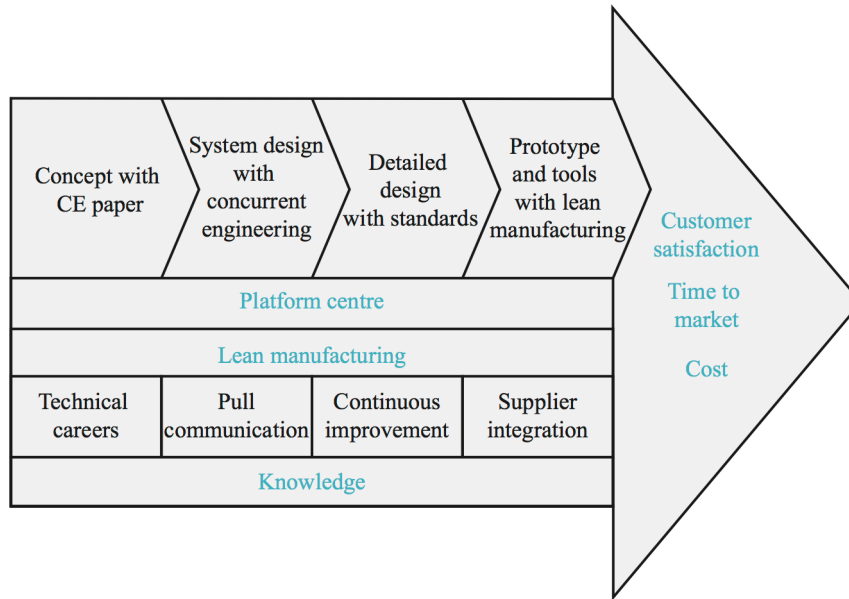 Concept with
CE paper
System design
with
concurrent
engineering
Detailed
design
with standards
Prototype
and tools
with lean
manufacturing
Customer
satisfaction
Time to
market
Cost
Platform centre
Lean manufacturing
Technical
careers
Pull
communication
Continuous
improvement
Supplier
integration
Knowledge